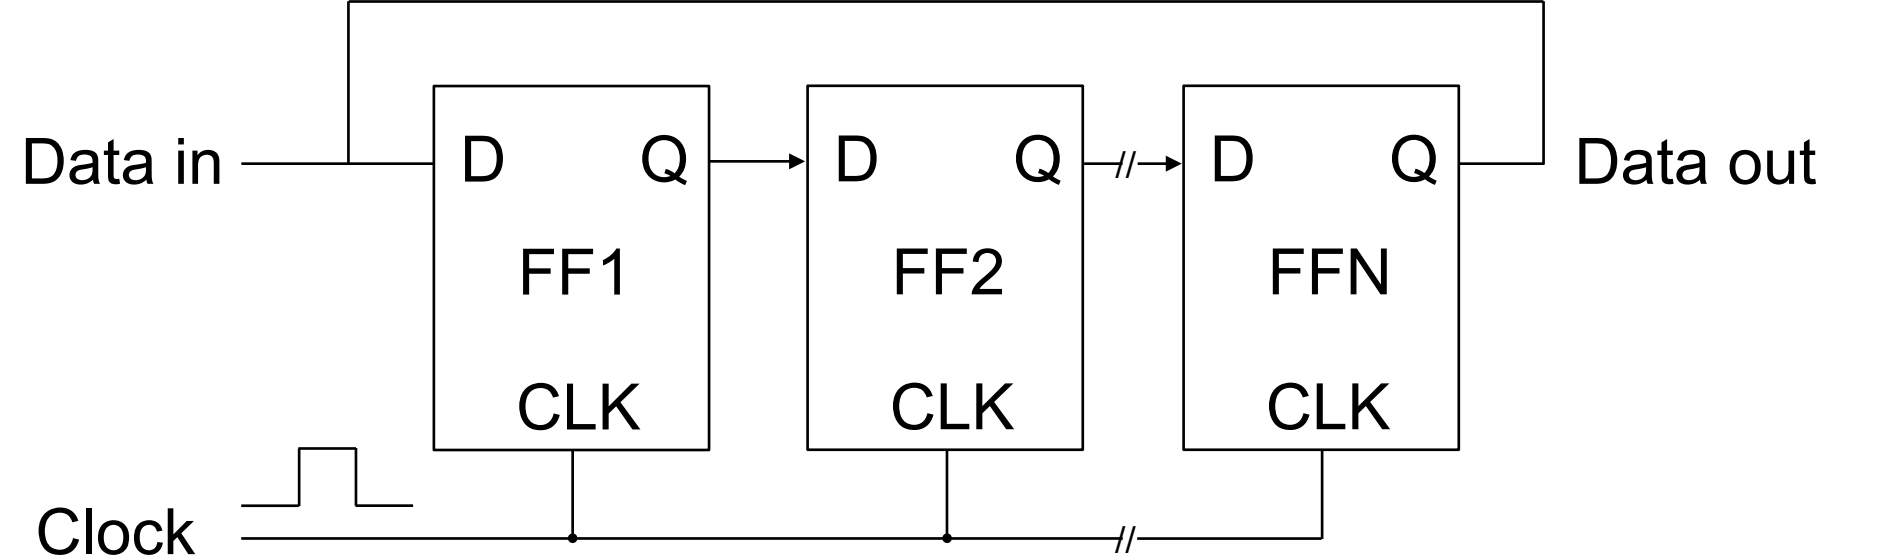 Data in D Q D Q // D Q Data out
FF1 FF2 FFN
CLK CLK CLK
Clock //